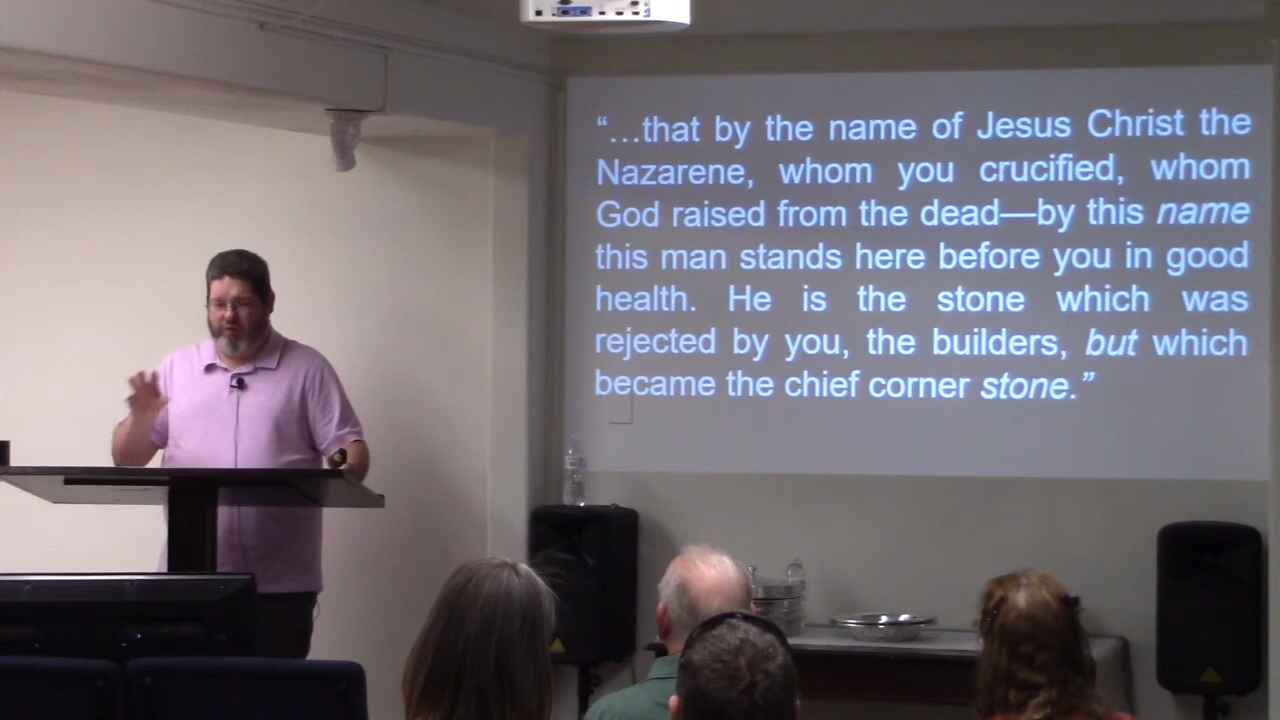 “…that by the name of Jesus Christ the
Nazarene, whom you crucified, whom
God raised from the dead—by this name
this man stands here before you in good
health. He is the stone which was
rejected by you, the builders, but which
became the chief corner stone.”